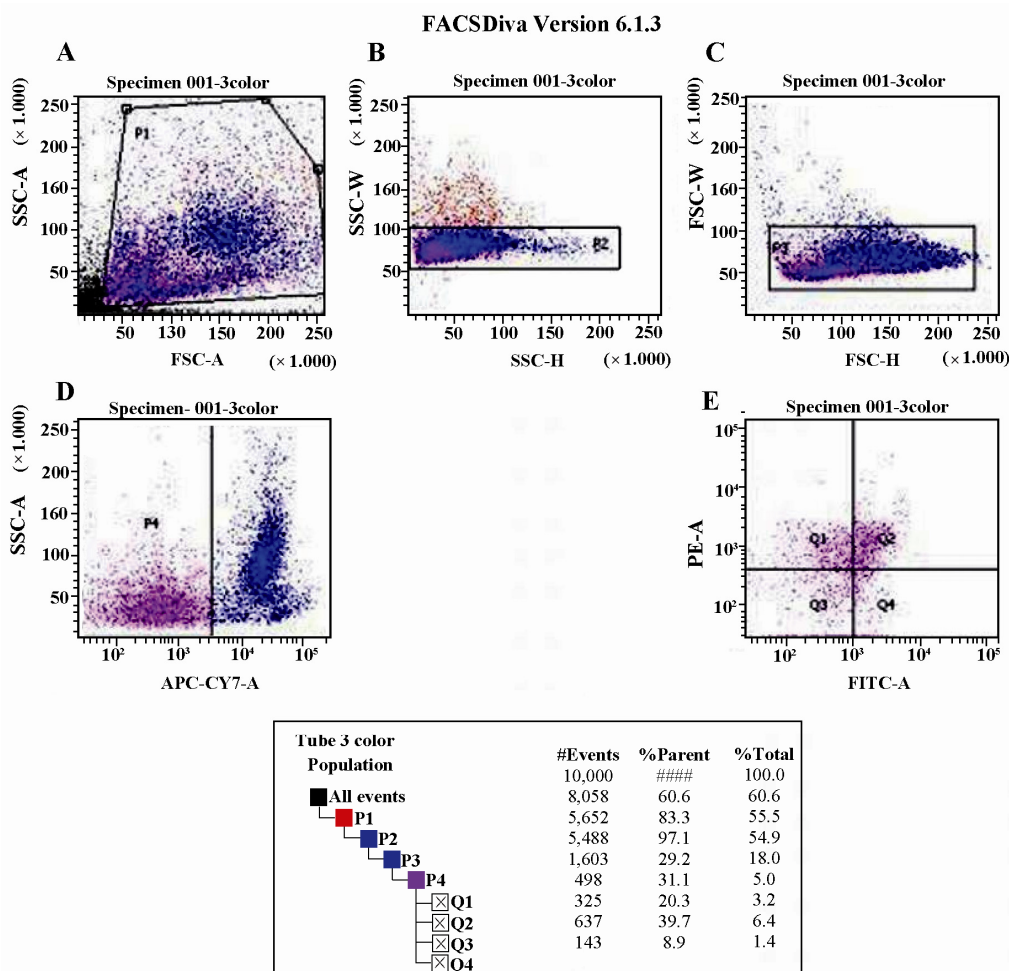 FACSDiva Version 6.1.3
A
Specimen 001-3color
SSC-A (×1.000)
250
200
160
100
50
P1
50 130 150 200 250
FSC-A (×1.000)
B
Specimen 001-3color
SSC-W (×1.000)
250
200
160
100
50
P2
50 100 150 200 250
SSC-H (×1.000)
C
Specimen 001-3color
FSC-W (×1.000)
250
200
160
100
50
P3
50 100 150 200 250
FSC-H (×1.000)
D
Specimen- 001-3color
SSC-A (×1.000)
250
200
160
100
50
P4
10² 10³ 10⁴ 10⁵
APC-CY7-A
E
Specimen 001-3color
PE-A
10⁵
10⁴
10³
10²
Q1 Q2
Q3 Q4
10² 10³ 10⁴ 10⁵
FITC-A
Tube 3 color
Population #Events %Parent %Total
10,000 #### 100.0
All events 8,058 60.6 60.6
P1 5,652 83.3 55.5
P2 5,488 97.1 54.9
P3 1,603 29.2 18.0
P4 498 31.1 5.0
Q1 325 20.3 3.2
Q2 637 39.7 6.4
Q3 143 8.9 1.4
Q4